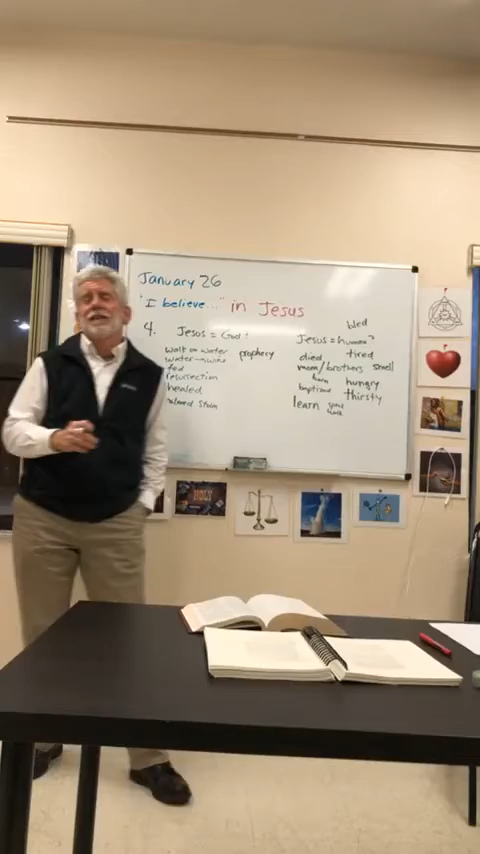 January 26
"I believe..." in Jesus
4. Jesus = God?
walk on water prophecy
water → wine
fed
resurrection
healed
calmed storm
bled
Jesus = human?
died tired
mom/brothers smell
born hungry
baptized thirsty
learn
HOLY